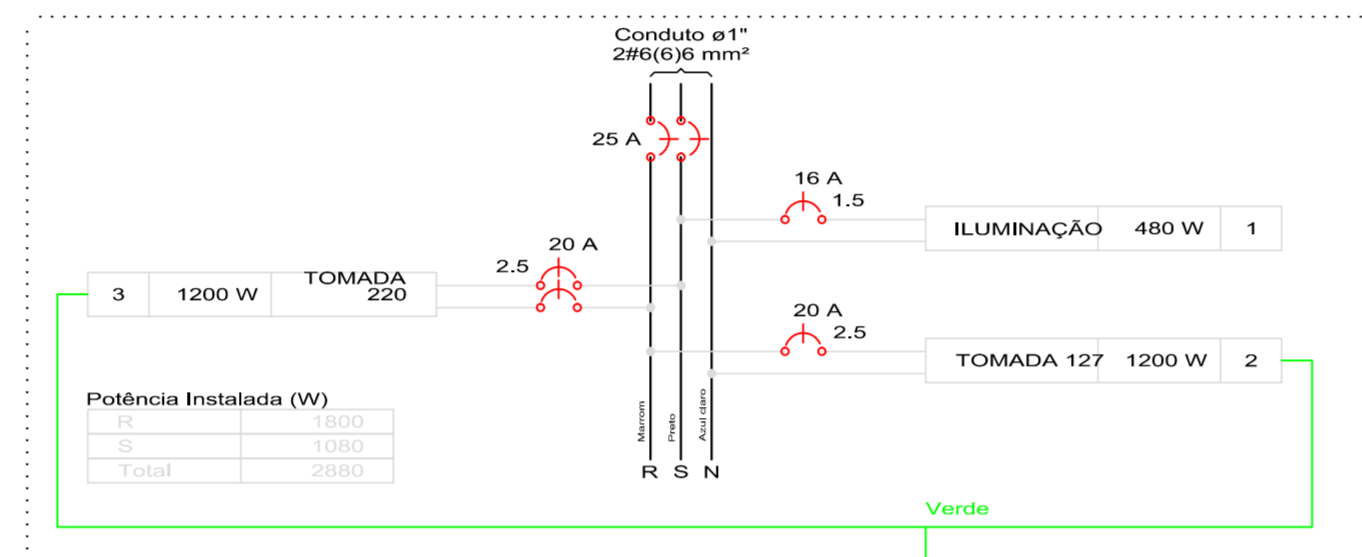 Conduto ø1"
2#6(6)6 mm²
25 A
16 A
1.5
ILUMINAÇÃO 480 W 1
20 A
2.5
3 1200 W TOMADA
220
20 A
2.5
TOMADA 127 1200 W 2
Potência Instalada (W)
R 1800
S 1080
Total 2880
Marrom
Preto
Azul claro
R S N
Verde